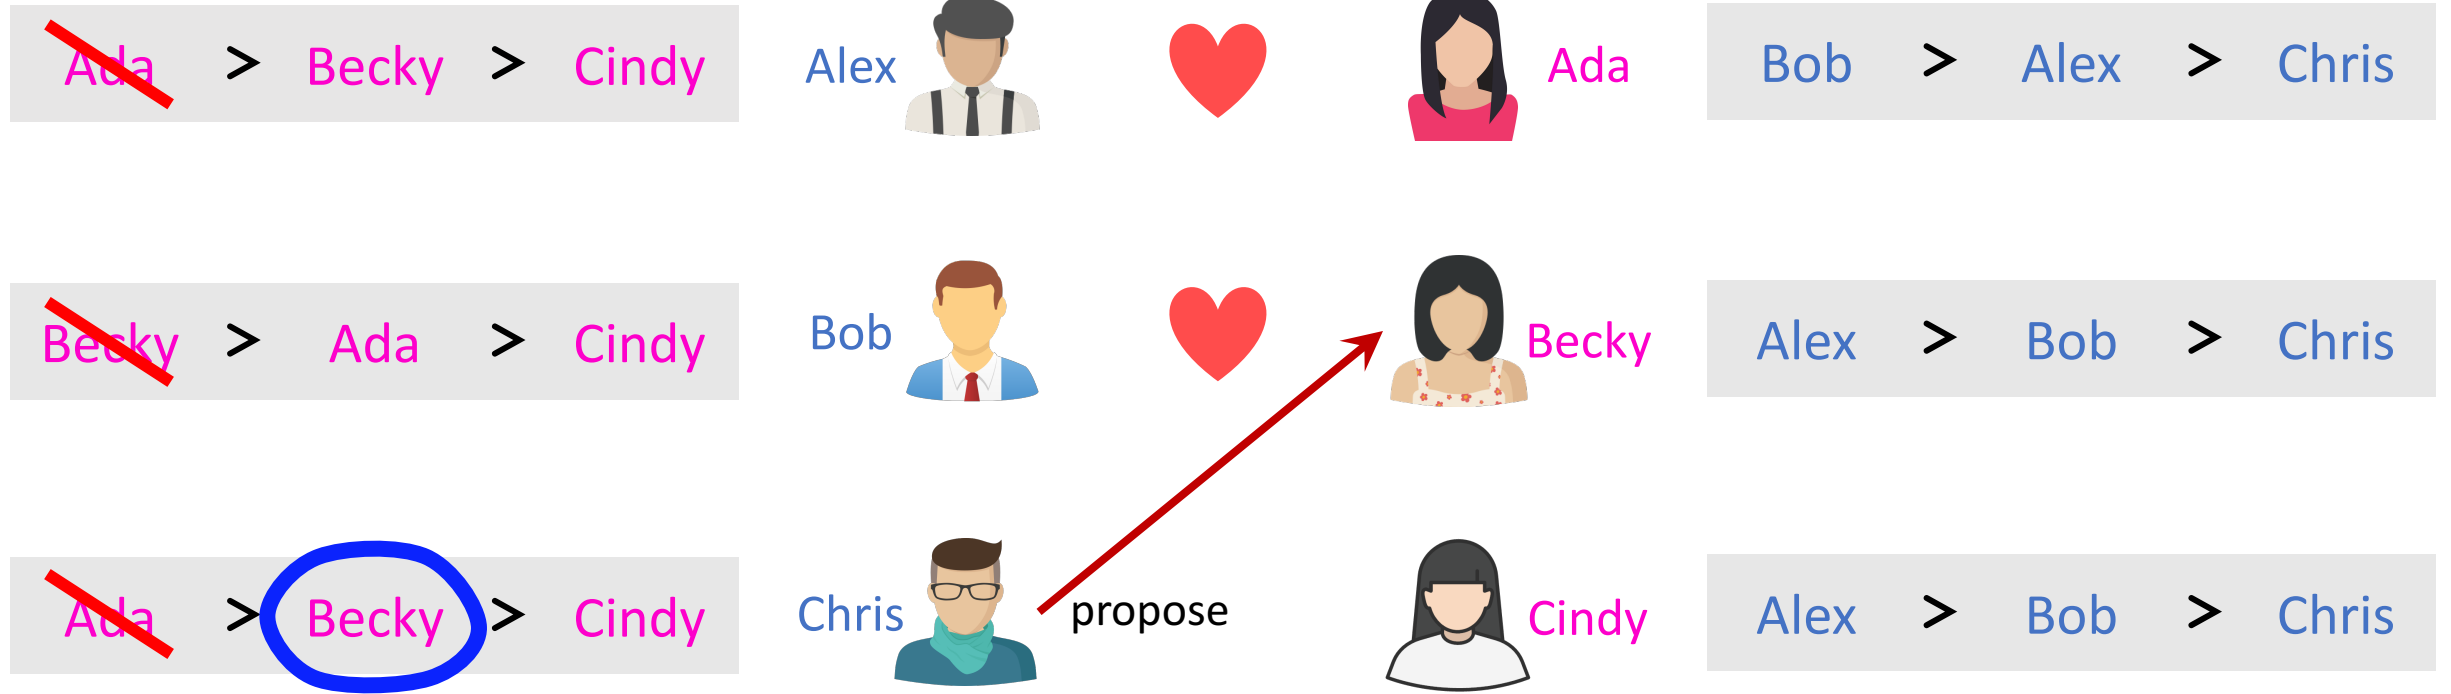 Ada > Becky > Cindy Alex Ada Bob > Alex > Chris
Becky > Ada > Cindy Bob Becky Alex > Bob > Chris
Ada > Becky > Cindy Chris propose Cindy Alex > Bob > Chris